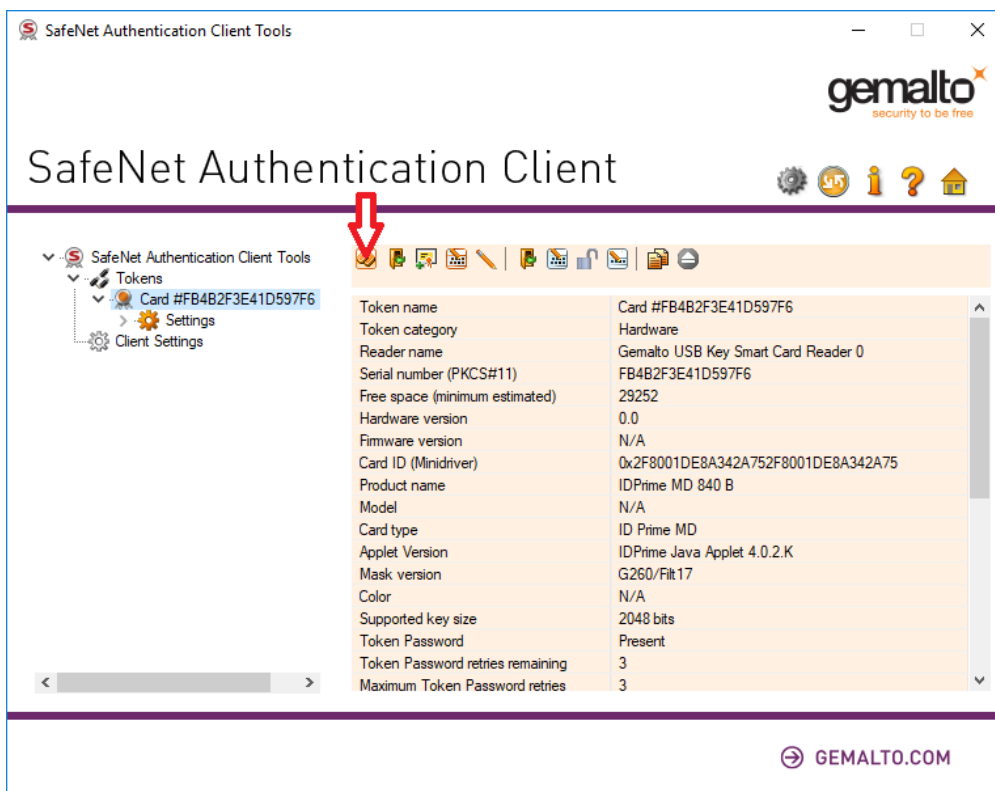 SafeNet Authentication Client Tools
gemalto
security to be free
SafeNet Authentication Client
SafeNet Authentication Client Tools
Tokens
Card #FB4B2F3E41D597F6
Settings
Client Settings
Token name Card #FB4B2F3E41D597F6
Token category Hardware
Reader name Gemalto USB Key Smart Card Reader 0
Serial number (PKCS#11) FB4B2F3E41D597F6
Free space (minimum estimated) 29252
Hardware version 0.0
Firmware version N/A
Card ID (Minidriver) 0x2F8001DE8A342A752F8001DE8A342A75
Product name IDPrime MD 840 B
Model N/A
Card type ID Prime MD
Applet Version IDPrime Java Applet 4.0.2.K
Mask version G260/Filt17
Color N/A
Supported key size 2048 bits
Token Password Present
Token Password retries remaining 3
Maximum Token Password retries 3
GEMALTO.COM